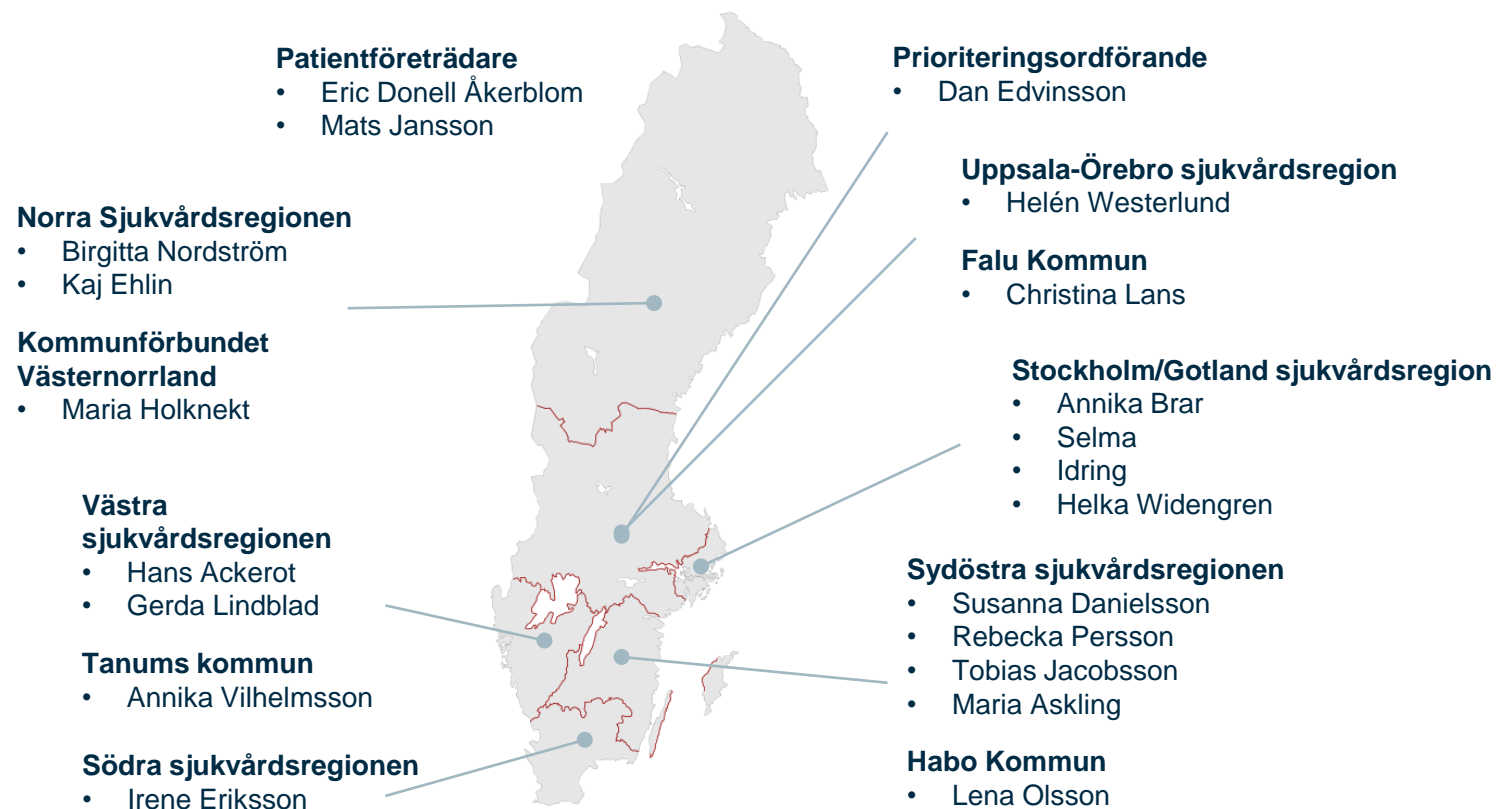 Patientföreträdare
• Eric Donell Åkerblom
• Mats Jansson
Norra Sjukvårdsregionen
• Birgitta Nordström
• Kaj Ehlin
Kommunförbundet
Västernorrland
• Maria Holknekt
Västra
sjukvårdsregionen
• Hans Ackerot
• Gerda Lindblad
Tanums kommun
• Annika Vilhelmsson
Södra sjukvårdsregionen
• Irene Eriksson
Prioriteringsordförande
• Dan Edvinsson
Uppsala-Örebro sjukvårdsregion
• Helén Westerlund
Falu Kommun
• Christina Lans
Stockholm/Gotland sjukvårdsregion
• Annika Brar
• Selma
• Idring
• Helka Widengren
Sydöstra sjukvårdsregionen
• Susanna Danielsson
• Rebecka Persson
• Tobias Jacobsson
• Maria Askling
Habo Kommun
• Lena Olsson